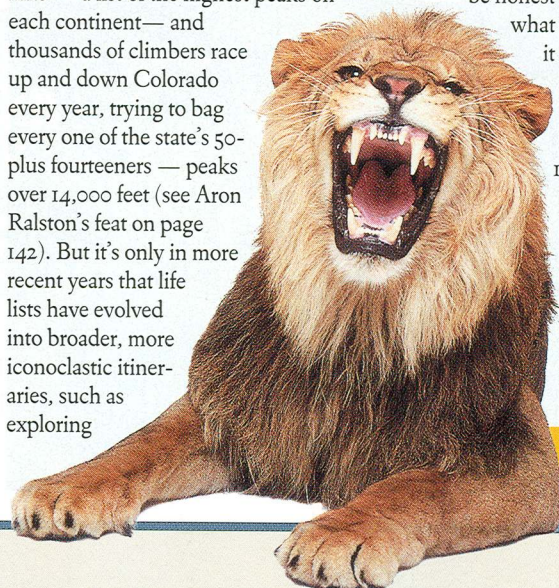 each continent— and
thousands of climbers race
up and down Colorado
every year, trying to bag
every one of the state's 50-
plus fourteeners — peaks
over 14,000 feet (see Aron
Ralston's feat on page
142). But it's only in more
recent years that life
lists have evolved
into broader, more
iconoclastic itiner-
aries, such as
exploring
be honest
what
it